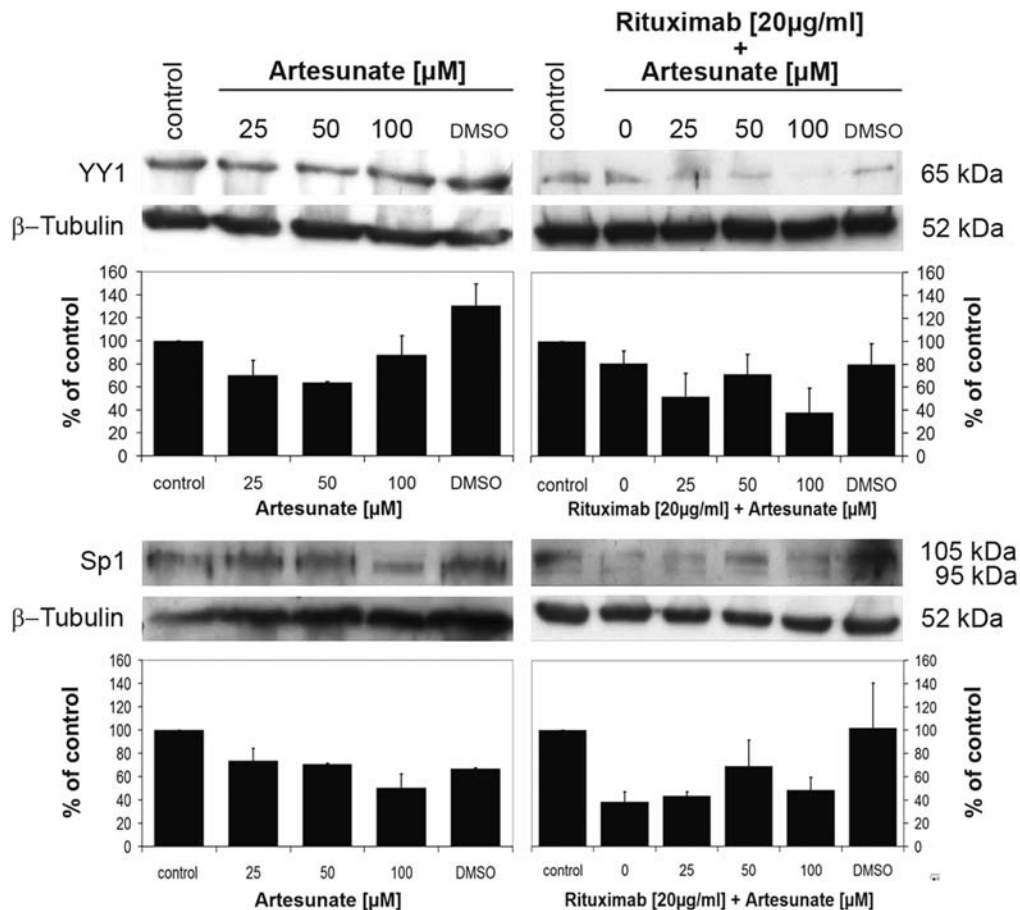 Rituximab [20µg/ml]
+
Artesunate [µM] Artesunate [µM]
control 25 50 100 DMSO control 0 25 50 100 DMSO
YY1 65 kDa
β–Tubulin 52 kDa
160 160
140 140
120 120
100 100
80 80
60 60
40 40
20 20
0 0
% of control % of control
control 25 50 100 DMSO control 0 25 50 100 DMSO
Artesunate [µM] Rituximab [20µg/ml] + Artesunate [µM]
Sp1 105 kDa
95 kDa
β–Tubulin 52 kDa
160 160
140 140
120 120
100 100
80 80
60 60
40 40
20 20
0 0
% of control % of control
control 25 50 100 DMSO control 0 25 50 100 DMSO
Artesunate [µM] Rituximab [20µg/ml] + Artesunate [µM]